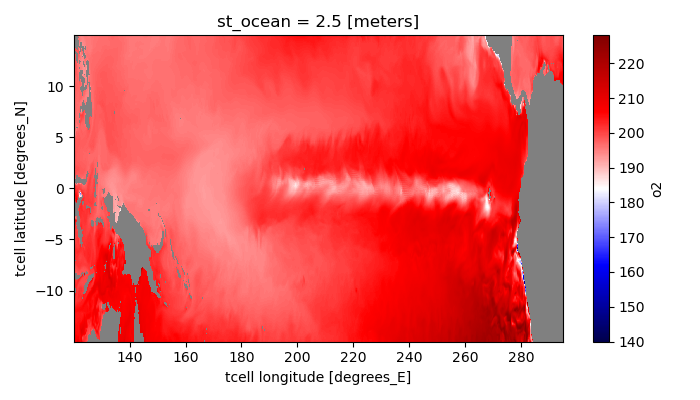 st_ocean = 2.5 [meters]
10
5
0
−5
−10
tcell latitude [degrees_N]
140 160 180 200 220 240 260 280
tcell longitude [degrees_E]
220
210
200
190
180
170
160
150
140
o2